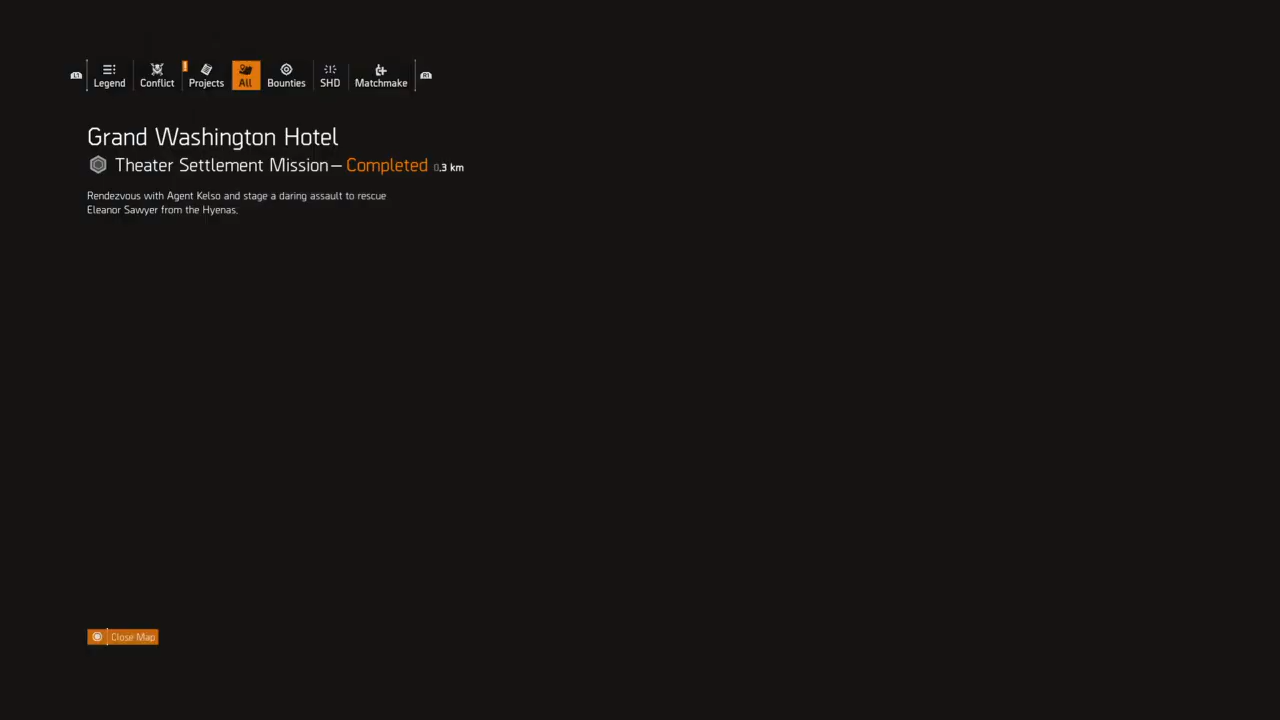 Legend Conflict Projects All Bounties SHD Matchmake
Grand Washington Hotel
Theater Settlement Mission — Completed 0.3 km
Rendezvous with Agent Kelso and stage a daring assault to rescue
Eleanor Sawyer from the Hyenas.
Close Map